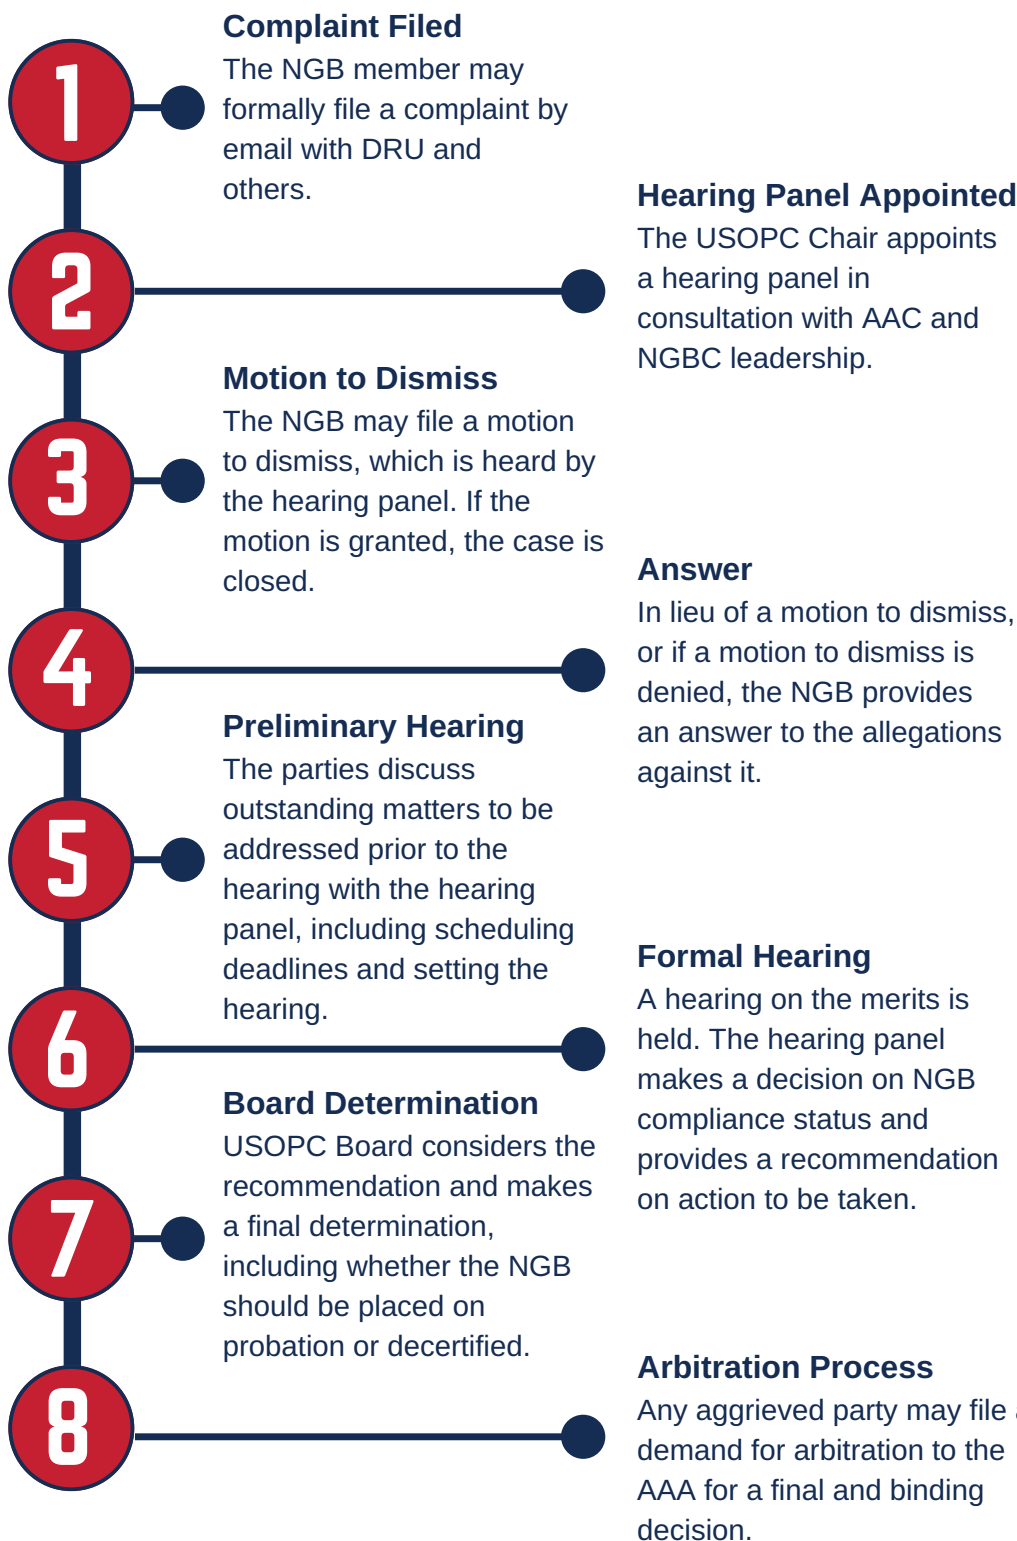 1
Complaint Filed
The NGB member may
formally file a complaint by
email with DRU and
others.
2
Hearing Panel Appointed
The USOPC Chair appoints
a hearing panel in
consultation with AAC and
NGBC leadership.
3
Motion to Dismiss
The NGB may file a motion
to dismiss, which is heard by
the hearing panel. If the
motion is granted, the case is
closed.
4
Answer
In lieu of a motion to dismiss,
or if a motion to dismiss is
denied, the NGB provides
an answer to the allegations
against it.
5
Preliminary Hearing
The parties discuss
outstanding matters to be
addressed prior to the
hearing with the hearing
panel, including scheduling
deadlines and setting the
hearing.
6
Formal Hearing
A hearing on the merits is
held. The hearing panel
makes a decision on NGB
compliance status and
provides a recommendation
on action to be taken.
7
Board Determination
USOPC Board considers the
recommendation and makes
a final determination,
including whether the NGB
should be placed on
probation or decertified.
8
Arbitration Process
Any aggrieved party may file a
demand for arbitration to the
AAA for a final and binding
decision.